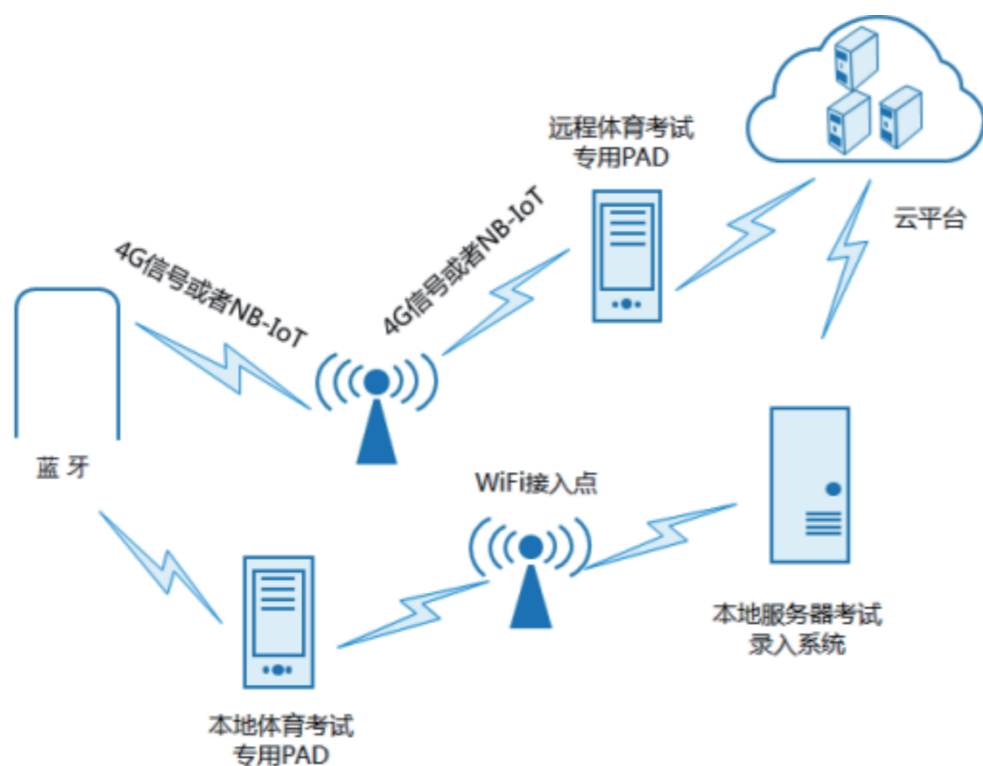 远程体育考试
专用PAD
云平台
4G信号或者NB-IoT
4G信号或者NB-IoT
蓝 牙
WiFi接入点
本地服务器考试
录入系统
本地体育考试
专用PAD